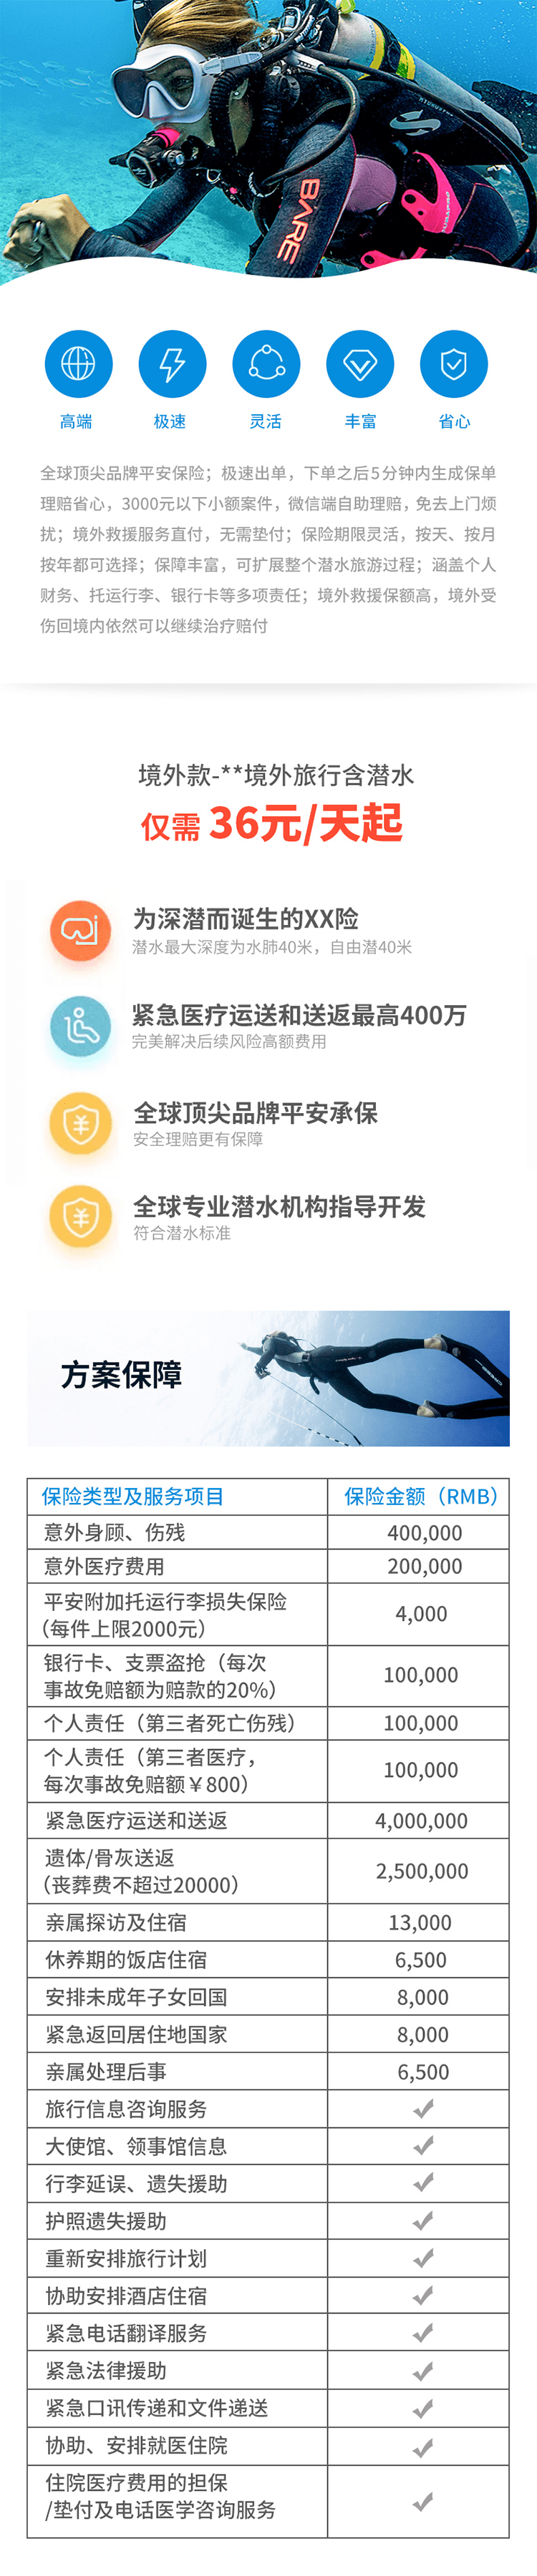 BARE
高端
极速
灵活
丰富
省心
全球顶尖品牌平安保险；极速出单，下单之后5分钟内生成保单
理赔省心，3000元以下小额案件，微信端自助理赔，免去上门烦
扰；境外救援服务直付，无需垫付；保险期限灵活，按天、按月
按年都可选择；保障丰富，可扩展整个潜水旅游过程；涵盖个人
财务、托运行李、银行卡等多项责任；境外救援保额高，境外受
伤回境内依然可以继续治疗赔付
境外款-**境外旅行含潜水
仅需 36元/天起
为深潜而诞生的XX险
潜水最大深度为水肺40米，自由潜40米
紧急医疗运送和送返最高400万
完美解决后续风险高额费用
全球顶尖品牌平安承保
安全理赔更有保障
全球专业潜水机构指导开发
符合潜水标准
方案保障
保险类型及服务项目 保险金额（RMB）
意外身顾、伤残 400,000
意外医疗费用 200,000
平安附加托运行李损失保险
（每件上限2000元） 4,000
银行卡、支票盗抢（每次
事故免赔额为赔款的20%） 100,000
个人责任（第三者死亡伤残） 100,000
个人责任（第三者医疗，
每次事故免赔额￥800） 100,000
紧急医疗运送和送返 4,000,000
遗体/骨灰送返
（丧葬费不超过20000） 2,500,000
亲属探访及住宿 13,000
休养期的饭店住宿 6,500
安排未成年子女回国 8,000
紧急返回居住地国家 8,000
亲属处理后事 6,500
旅行信息咨询服务
大使馆、领事馆信息
行李延误、遗失援助
护照遗失援助
重新安排旅行计划
协助安排酒店住宿
紧急电话翻译服务
紧急法律援助
紧急口讯传递和文件递送
协助、安排就医住院
住院医疗费用的担保
/垫付及电话医学咨询服务